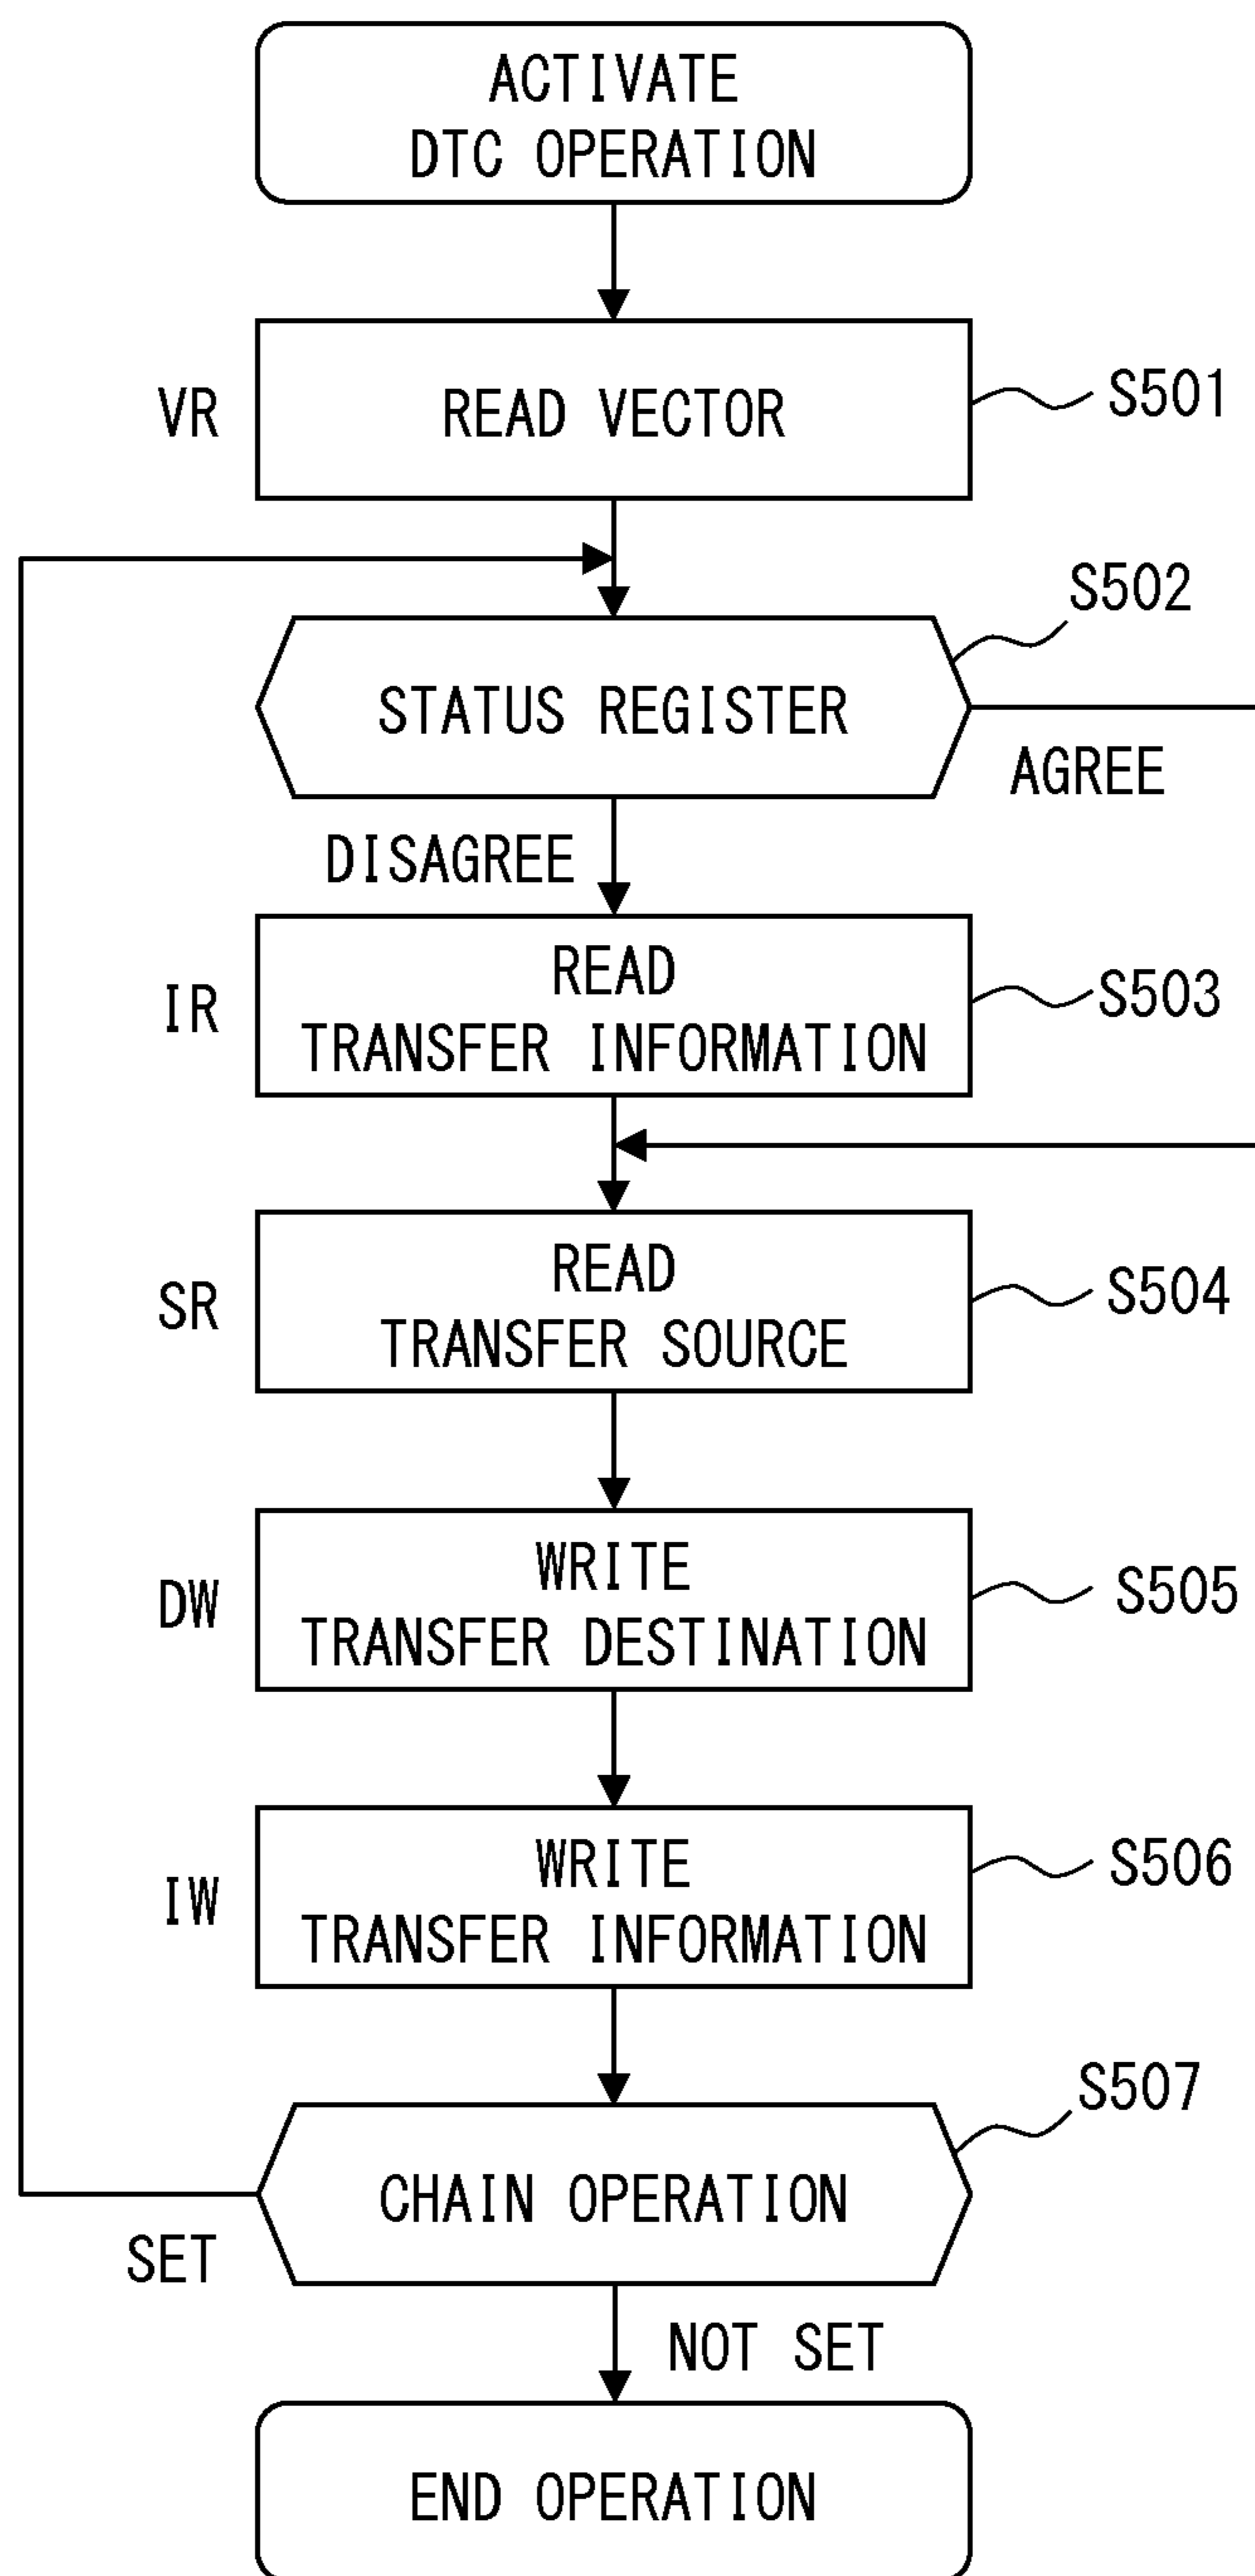 ACTIVATE
DTC OPERATION
VR
READ VECTOR
S501
S502
STATUS REGISTER
AGREE
DISAGREE
IR
READ
TRANSFER INFORMATION
S503
SR
READ
TRANSFER SOURCE
S504
DW
WRITE
TRANSFER DESTINATION
S505
IW
WRITE
TRANSFER INFORMATION
S506
S507
CHAIN OPERATION
SET
NOT SET
END OPERATION